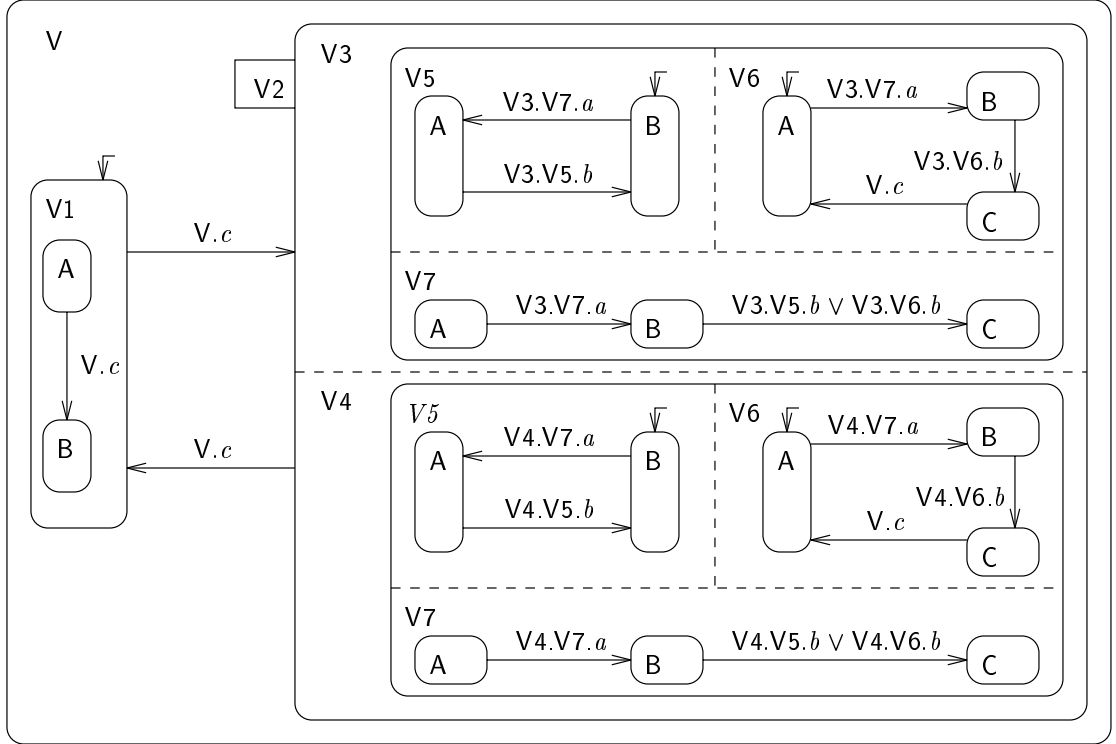 V
V3
V2
V5
V6
V3.V7.a
A
B
V3.V5.b
V3.V7.a
A
B
V3.V6.b
V.c
C
V1
A
V.c
B
V.c
V.c
V7
V3.V7.a
V3.V5.b ∨ V3.V6.b
A
B
C
V4
V5
V6
V4.V7.a
A
B
V4.V5.b
V4.V7.a
A
B
V4.V6.b
V.c
C
V7
V4.V7.a
V4.V5.b ∨ V4.V6.b
A
B
C